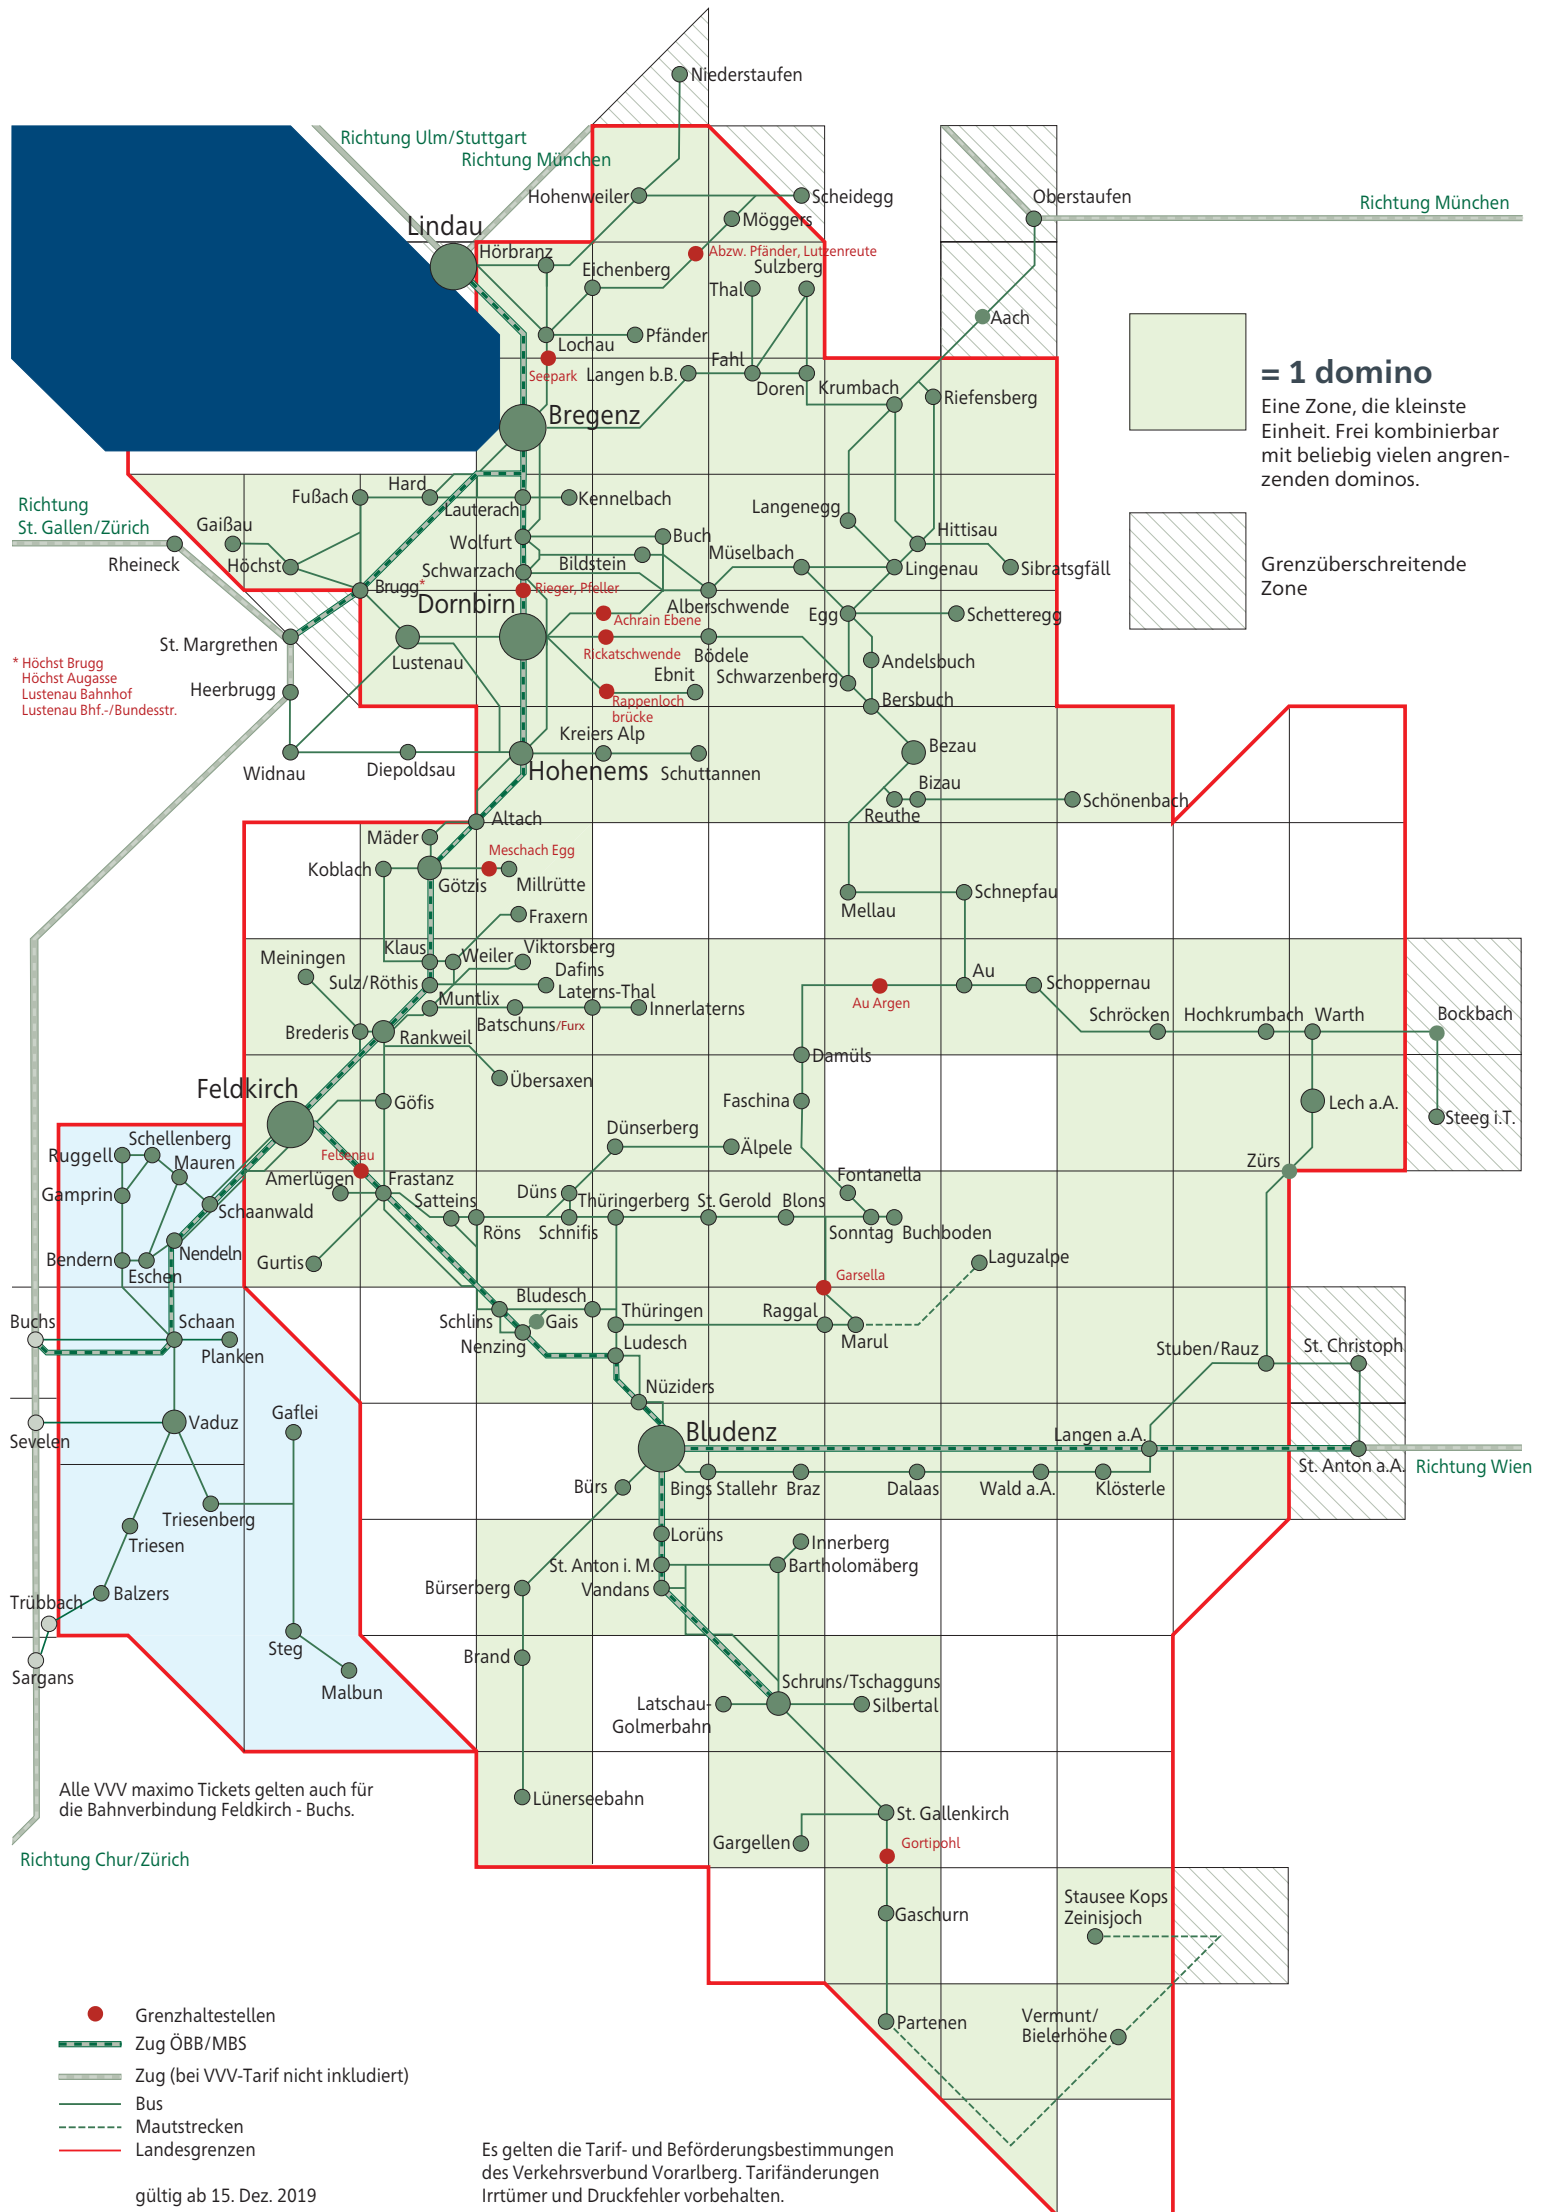 Niederstaufen
Richtung Ulm/Stuttgart
Richtung München
Hohenweiler
Scheidegg
Möggers
Oberstaufen
Richtung München
Lindau
Hörbranz
Abzw. Pfänder, Lutzenreute
Eichenberg
Sulzberg
Thal
Aach
Pfänder
Lochau
Seepark
Langen b.B.
Fahl
Doren
Krumbach
Riefensberg
= 1 domino
Eine Zone, die kleinste
Einheit. Frei kombinierbar
mit beliebig vielen angren-
zenden dominos.
Bregenz
Richtung
St. Gallen/Zürich
Fußach
Hard
Lauterach
Kennelbach
Langenegg
Gaißau
Rheineck
Höchst
Wolfurt
Buch
Müselbach
Hittisau
Bildstein
Schwarzach
Lingenau
Sibratsgfäll
Grenzüberschreitende
Zone
Brugg*
Rieger, Pfeller
Dornbirn
Alberschwende
Achrain Ebene
Egg
Schetteregg
St. Margrethen
Lustenau
Rickatschwende
Bödele
Andelsbuch
* Höchst Brugg
Höchst Augasse
Lustenau Bahnhof
Lustenau Bhf.-/Bundesstr.
Heerbrugg
Ebnit
Schwarzenberg
Rappenloch
brücke
Bersbuch
Kreiers Alp
Bezau
Widnau
Diepoldsau
Hohenems
Schuttannen
Bizau
Reuthe
Schönenbach
Altach
Mäder
Meschach Egg
Koblach
Götzis
Millrütte
Mellau
Schnepfau
Fraxern
Klaus
Weiler
Viktorsberg
Meiningen
Sulz/Röthis
Dafins
Au
Schoppernau
Au Argen
Muntlix
Laterns-Thal
Innerlaterns
Batschuns/Furx
Schröcken
Hochkrumbach
Warth
Bockbach
Brederis
Rankweil
Damüls
Übersaxen
Feldkirch
Göfis
Faschina
Lech a.A.
Steeg i.T.
Dünserberg
Älpele
Schellenberg
Ruggell
Mauren
Felsenau
Zürs
Gamprin
Amerlügen
Frastanz
Satteins
Düns
Thüringerberg
St. Gerold
Blons
Fontanella
Schaanwald
Röns
Schnifis
Sonntag
Buchboden
Nendeln
Bendern
Eschen
Gurtis
Laguzalpe
Garsella
Buchs
Schaan
Planken
Bludesch
Schlins
Gais
Thüringen
Raggal
Marul
Nenzing
Ludesch
Stuben/Rauz
St. Christoph
Nüziders
Gaflei
Vaduz
Sevelen
Bludenz
Langen a.A.
St. Anton a.A.
Richtung Wien
Bürs
Bings Stallehr
Braz
Dalaas
Wald a.A.
Klösterle
Triesenberg
Triesen
Lorüns
Innerberg
St. Anton i. M.
Bartholomäberg
Bürserberg
Vandans
Trübbach
Balzers
Steg
Brand
Sargans
Malbun
Schruns/Tschagguns
Latschau-
Golmerbahn
Silbertal
Alle VVV maximo Tickets gelten auch für
die Bahnverbindung Feldkirch - Buchs.
Lünerseebahn
St. Gallenkirch
Gargellen
Gortipohl
Richtung Chur/Zürich
Stausee Kops
Zeinisjoch
Gaschurn
Grenzhaltestellen
Partenen
Vermunt/
Bielerhöhe
Zug ÖBB/MBS
Zug (bei VVV-Tarif nicht inkludiert)
Bus
Mautstrecken
Landesgrenzen
gültig ab 15. Dez. 2019
Es gelten die Tarif- und Beförderungsbestimmungen
des Verkehrsverbund Vorarlberg. Tarifänderungen
Irrtümer und Druckfehler vorbehalten.